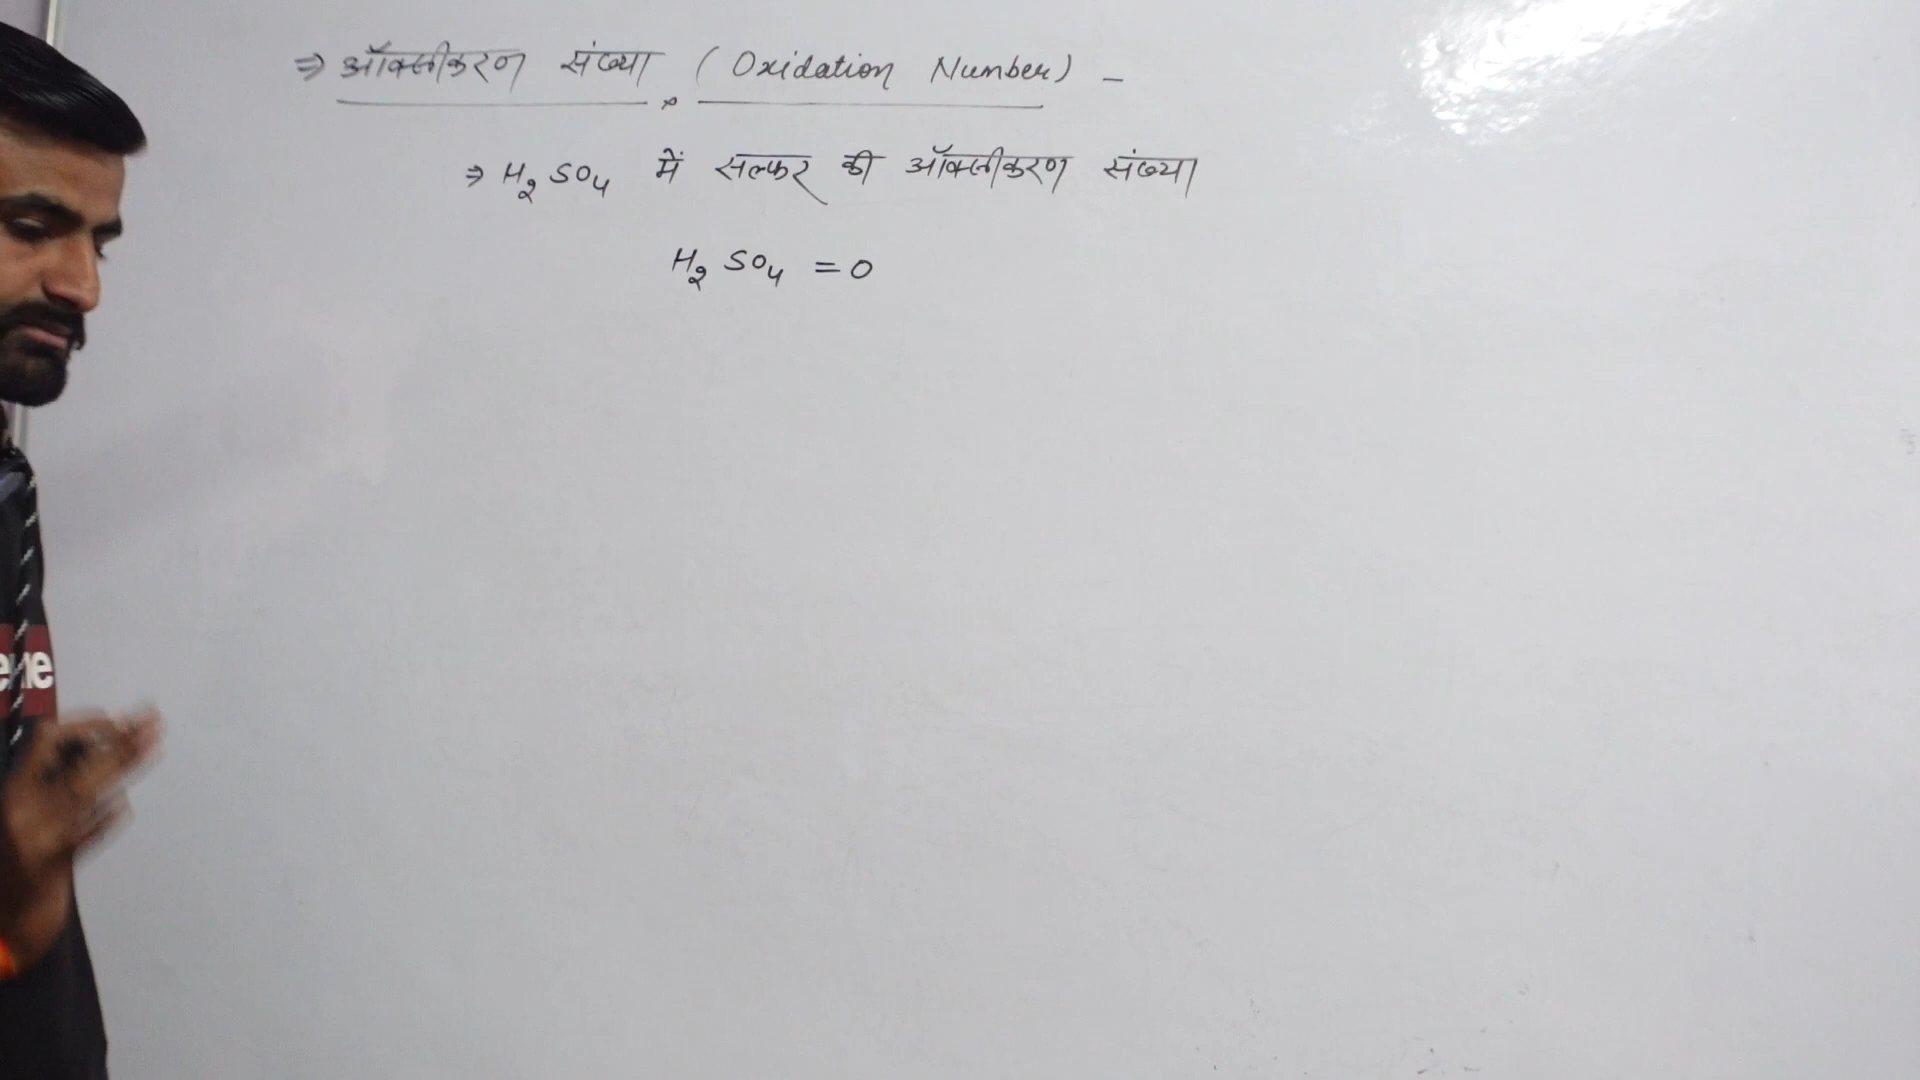 ⇒ ऑक्सीकरण संख्या (Oxidation Number) -
⇒ H₂SO₄ में सल्फर की ऑक्सीकरण संख्या
H₂SO₄ = 0